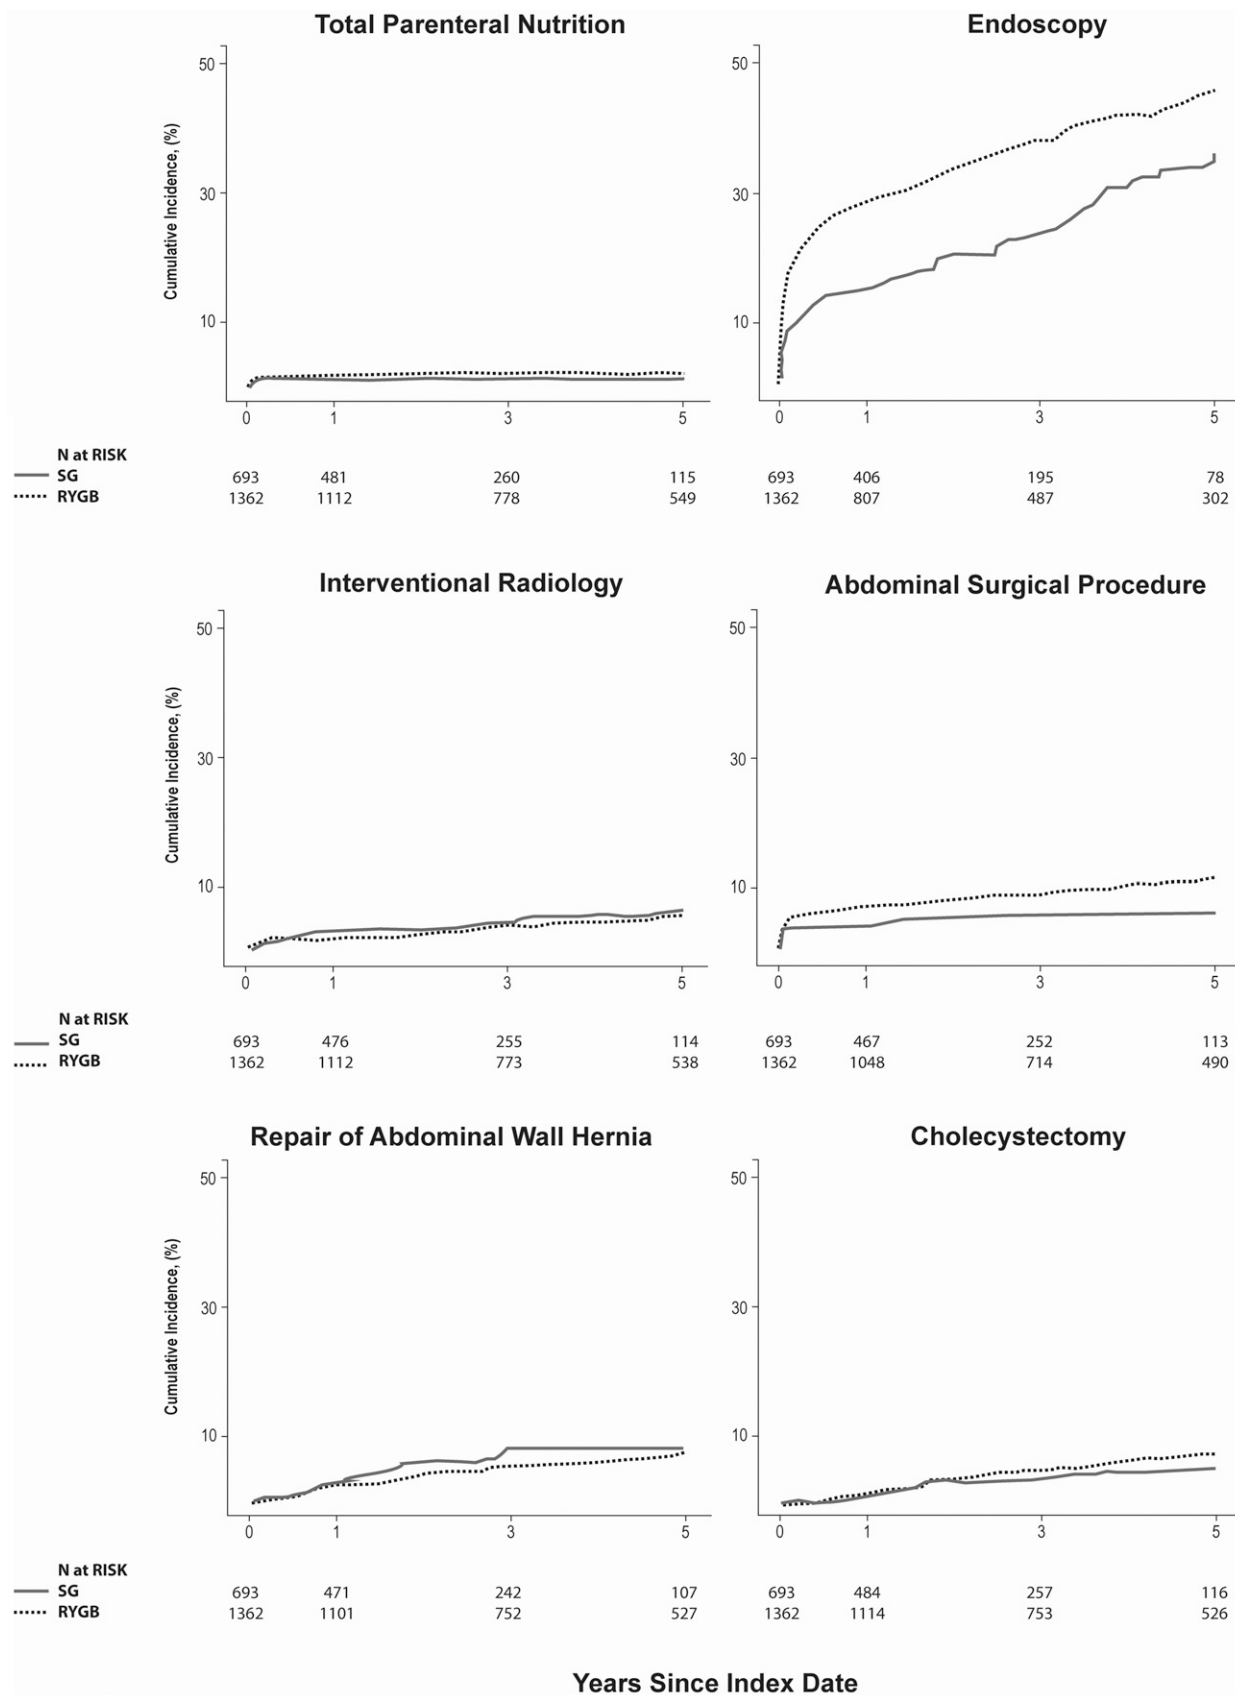 Total Parenteral Nutrition
Endoscopy
Cumulative Incidence, (%)
50
30
10
0 1 3 5
50
30
10
0 1 3 5
N at RISK
SG 693 481 260 115 693 406 195 78
RYGB 1362 1112 778 549 1362 807 487 302
Interventional Radiology
Abdominal Surgical Procedure
Cumulative Incidence, (%)
50
30
10
0 1 3 5
50
30
10
0 1 3 5
N at RISK
SG 693 476 255 114 693 467 252 113
RYGB 1362 1112 773 538 1362 1048 714 490
Repair of Abdominal Wall Hernia
Cholecystectomy
Cumulative Incidence, (%)
50
30
10
0 1 3 5
50
30
10
0 1 3 5
N at RISK
SG 693 471 242 107 693 484 257 116
RYGB 1362 1101 752 527 1362 1114 753 526
Years Since Index Date